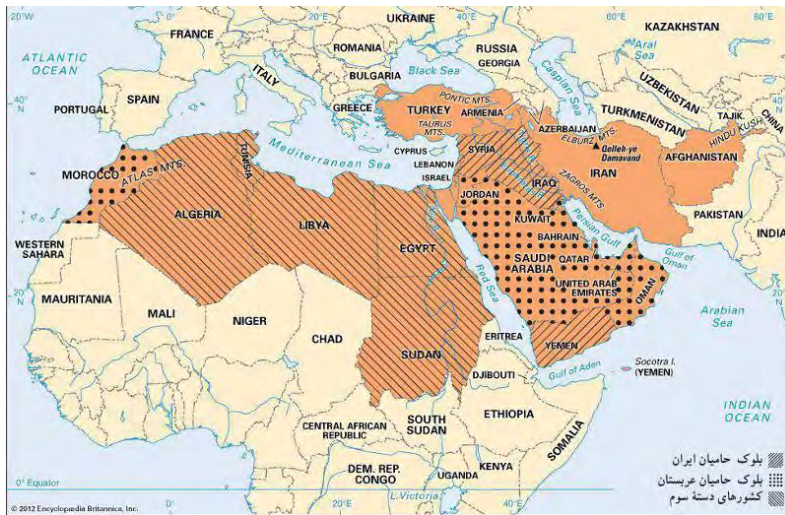 UKRAINE
KAZAKHSTAN
FRANCE
ATLANTIC
OCEAN
ROMANIA
RUSSIA
Aral
Sea
GEORGIA
BULGARIA
Black Sea
Caspian Sea
UZBEKISTAN
ITALY
PORTUGAL
SPAIN
GREECE
TURKEY
PONTIC MTS.
ARMENIA
TAURUS
MTS.
AZERBAIJAN
TURKMENISTAN
TAJIK.
CHINA
HINDU KUSH
ELBURZ MTS.
Qolleh-ye
Damavand
CYPRUS
SYRIA
LEBANON
ISRAEL
IRAQ
IRAN
ZAGROS MTS.
AFGHANISTAN
Mediterranean Sea
TUNISIA
MOROCCO
ATLAS MTS.
ALGERIA
LIBYA
EGYPT
JORDAN
KUWAIT
Persian Gulf
PAKISTAN
INDIA
BAHRAIN
QATAR
SAUDI
ARABIA
Gulf of
Oman
UNITED ARAB
EMIRATES
OMAN
WESTERN
SAHARA
Red Sea
Arabian
Sea
MAURITANIA
MALI
NIGER
CHAD
SUDAN
ERITREA
YEMEN
Socotra I.
(YEMEN)
Gulf of Aden
DJIBOUTI
ETHIOPIA
SOMALIA
INDIAN
OCEAN
CENTRAL AFRICAN
REPUBLIC
SOUTH
SUDAN
DEM. REP.
CONGO
UGANDA
KENYA
L. Victoria
0° Equator
0°
20°
40°
60°
80°
بلوک حامیان ایران
بلوک حامیان عربستان
کشورهای دستهٔ سوم
© 2012 Encyclopædia Britannica, Inc.